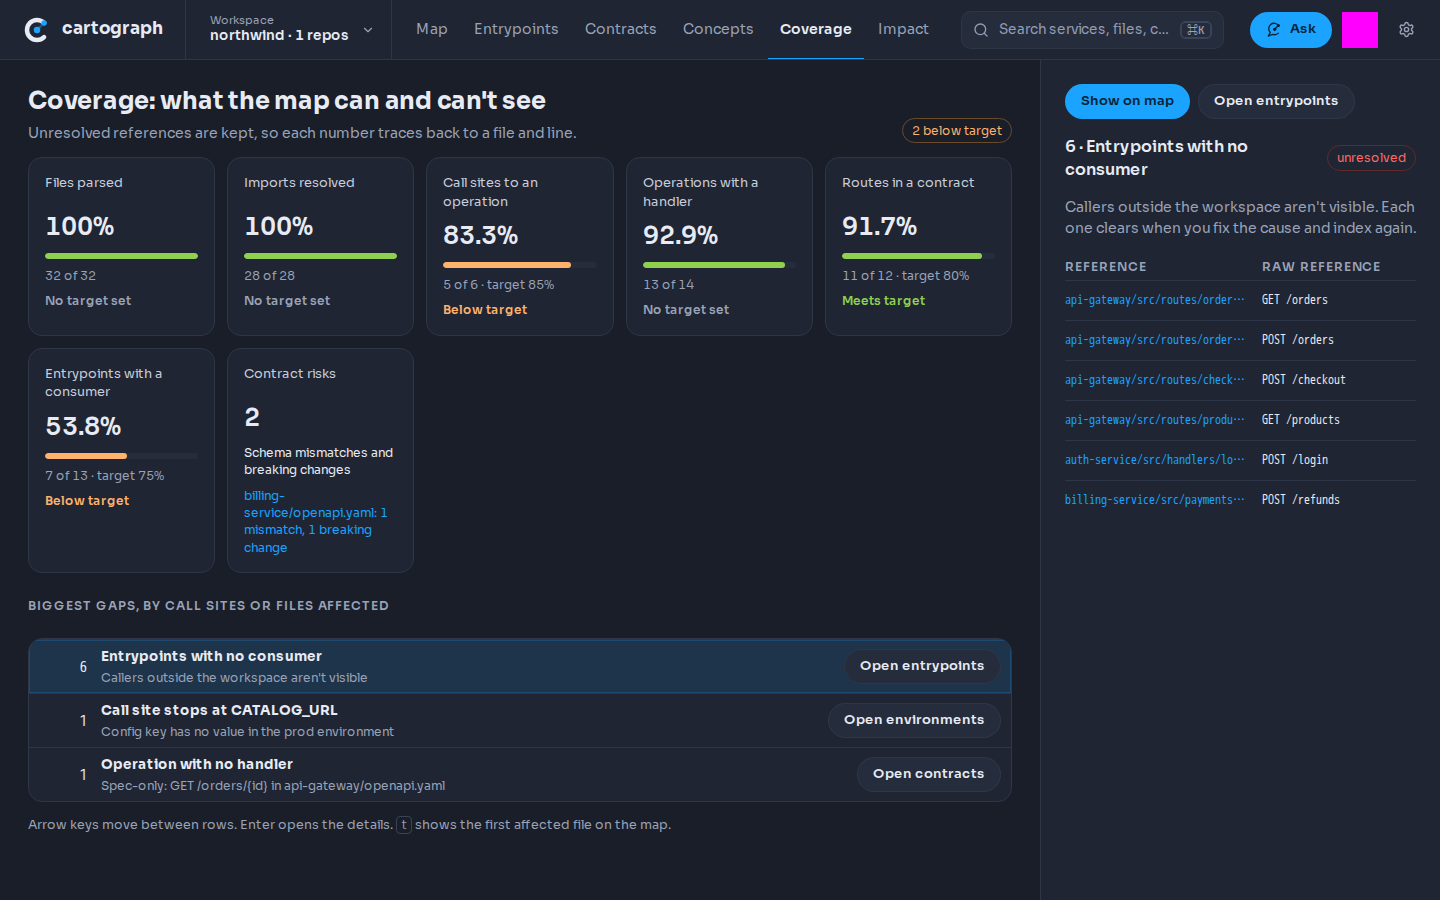 cartograph
Workspace
northwind · 1 repos
Map
Entrypoints
Contracts
Concepts
Coverage
Impact
Search services, files, c...
⌘K
Ask
Coverage: what the map can and can't see
Unresolved references are kept, so each number traces back to a file and line.
2 below target
Files parsed
100%
32 of 32
No target set
Imports resolved
100%
28 of 28
No target set
Call sites to an
operation
83.3%
5 of 6 · target 85%
Below target
Operations with a
handler
92.9%
13 of 14
No target set
Routes in a contract
91.7%
11 of 12 · target 80%
Meets target
Entrypoints with a
consumer
53.8%
7 of 13 · target 75%
Below target
Contract risks
2
Schema mismatches and
breaking changes
billing-
service/openapi.yaml: 1
mismatch, 1 breaking
change
BIGGEST GAPS, BY CALL SITES OR FILES AFFECTED
6
Entrypoints with no consumer
Callers outside the workspace aren't visible
Open entrypoints
1
Call site stops at CATALOG_URL
Config key has no value in the prod environment
Open environments
1
Operation with no handler
Spec-only: GET /orders/{id} in api-gateway/openapi.yaml
Open contracts
Arrow keys move between rows. Enter opens the details. t shows the first affected file on the map.
Show on map
Open entrypoints
6 · Entrypoints with no
consumer
unresolved
Callers outside the workspace aren't visible. Each
one clears when you fix the cause and index again.
REFERENCE
RAW REFERENCE
api-gateway/src/routes/order...
GET /orders
api-gateway/src/routes/order...
POST /orders
api-gateway/src/routes/check...
POST /checkout
api-gateway/src/routes/produ...
GET /products
auth-service/src/handlers/lo...
POST /login
billing-service/src/payments...
POST /refunds